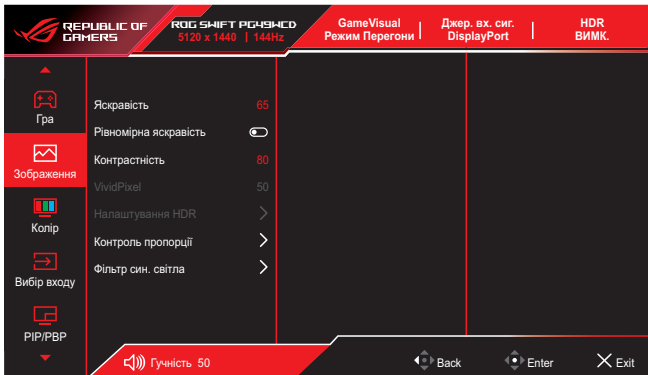 REPUBLIC OF
GAMERS
ROG SWIFT PG49WCD
5120 x 1440 | 144Hz
GameVisual
Режим Перегони
Джер. вх. сиг.
DisplayPort
HDR
ВИМК.
Гра
Зображення
Колір
Вибір входу
PIP/PBP
Яскравість 65
Рівномірна яскравість
Контрастність 80
VividPixel 50
Налаштування HDR
Контроль пропорції
Фільтр син. світла
Гучність 50
Back
Enter
Exit